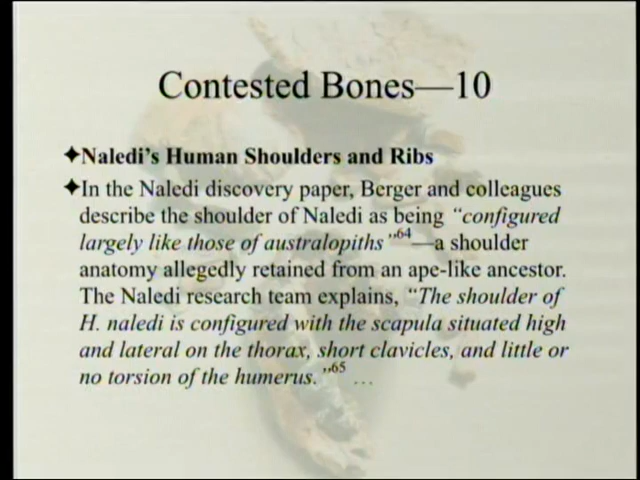 Contested Bones—10
✦Naledi's Human Shoulders and Ribs
✦In the Naledi discovery paper, Berger and colleagues
describe the shoulder of Naledi as being "configured
largely like those of australopiths"64—a shoulder
anatomy allegedly retained from an ape-like ancestor.
The Naledi research team explains, "The shoulder of
H. naledi is configured with the scapula situated high
and lateral on the thorax, short clavicles, and little or
no torsion of the humerus."65 …